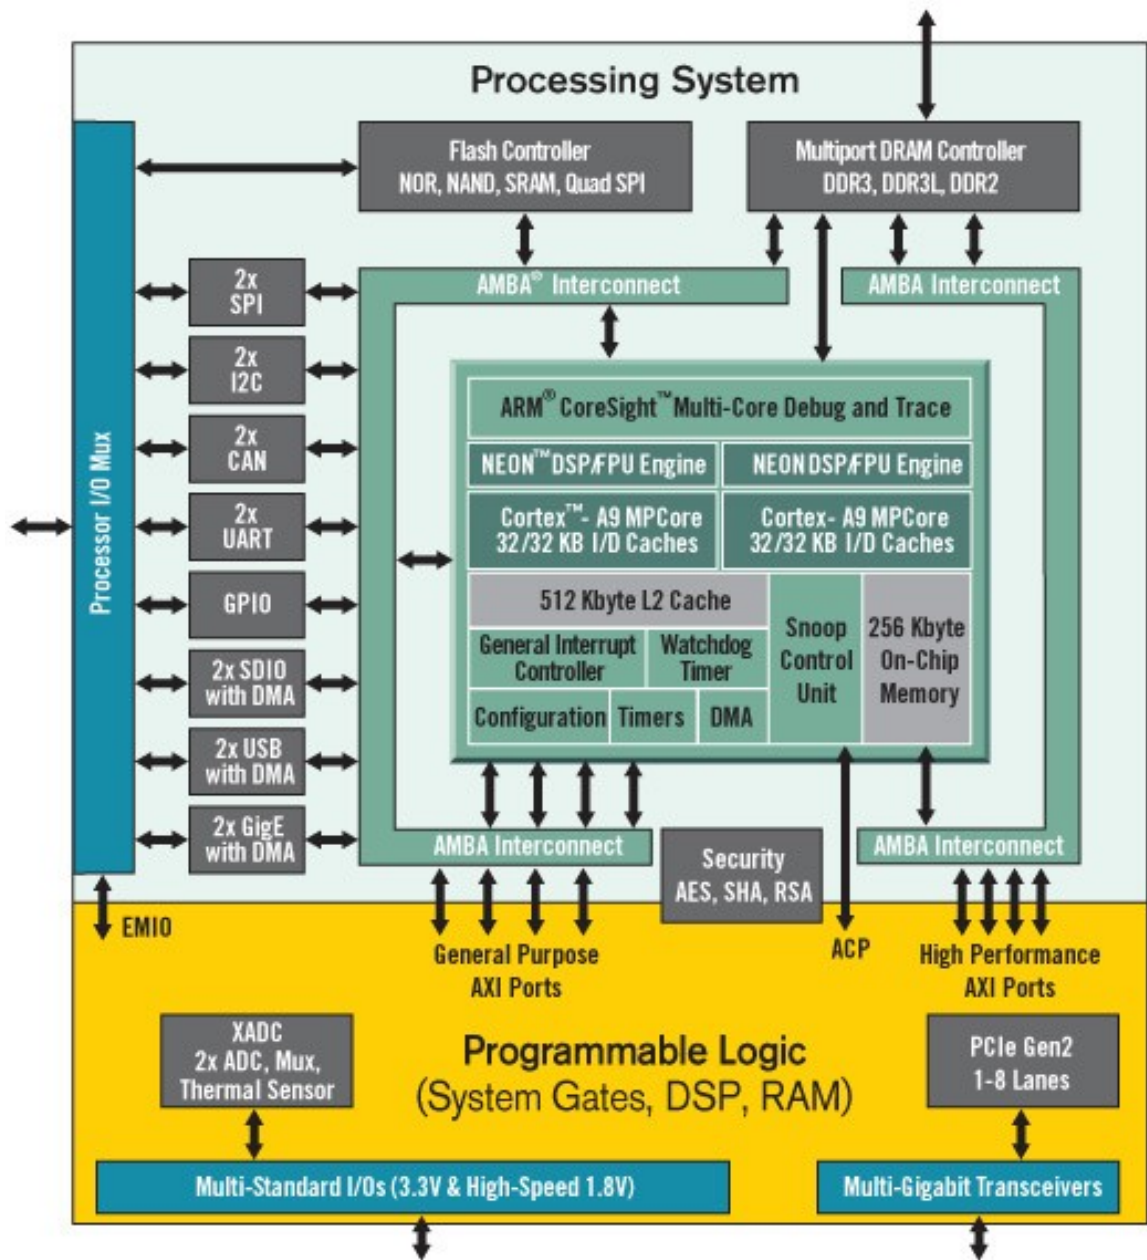 Processing System
Flash Controller
NOR, NAND, SRAM, Quad SPI
Multiport DRAM Controller
DDR3, DDR3L, DDR2
Processor I/O Mux
2x
SPI
2x
I2C
2x
CAN
2x
UART
GPIO
2x SDIO
with DMA
2x USB
with DMA
2x GigE
with DMA
AMBA® Interconnect
AMBA Interconnect
ARM® CoreSight™ Multi-Core Debug and Trace
NEON™ DSP/FPU Engine
NEON DSP/FPU Engine
Cortex™- A9 MPCore
32/32 KB I/D Caches
Cortex- A9 MPCore
32/32 KB I/D Caches
512 Kbyte L2 Cache
General Interrupt
Controller
Watchdog
Timer
Configuration
Timers
DMA
Snoop
Control
Unit
256 Kbyte
On-Chip
Memory
AMBA Interconnect
Security
AES, SHA, RSA
AMBA Interconnect
EMIO
General Purpose
AXI Ports
ACP
High Performance
AXI Ports
XADC
2x ADC, Mux,
Thermal Sensor
Programmable Logic
(System Gates, DSP, RAM)
PCIe Gen2
1-8 Lanes
Multi-Standard I/Os (3.3V & High-Speed 1.8V)
Multi-Gigabit Transceivers